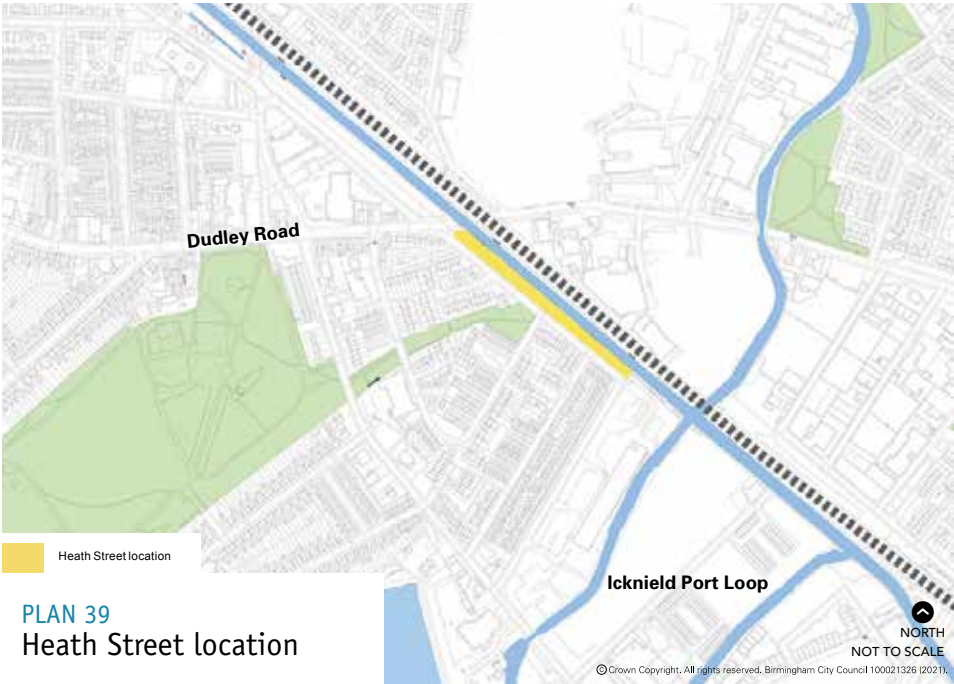 Dudley Road
Heath Street location
Icknield Port Loop
PLAN 39
Heath Street location
NORTH
NOT TO SCALE
© Crown Copyright. All rights reserved. Birmingham City Council 100021326 (2021).